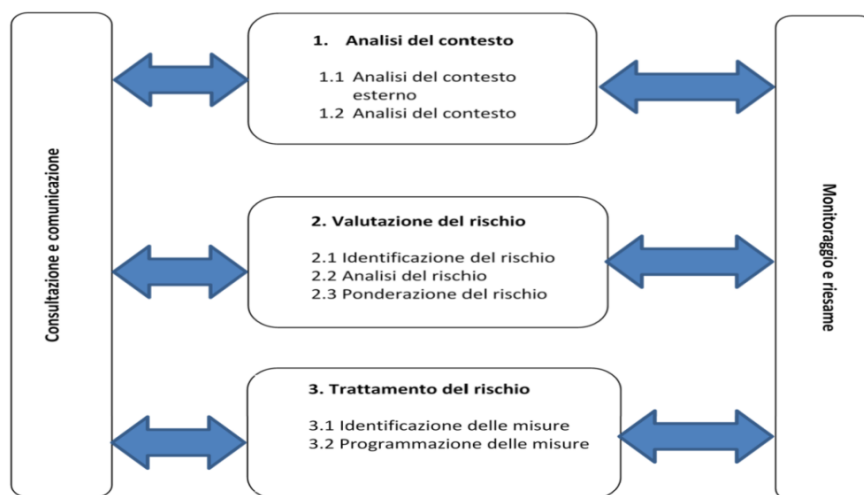 Consultazione e comunicazione
1. Analisi del contesto
1.1 Analisi del contesto
esterno
1.2 Analisi del contesto
2. Valutazione del rischio
2.1 Identificazione del rischio
2.2 Analisi del rischio
2.3 Ponderazione del rischio
3. Trattamento del rischio
3.1 Identificazione delle misure
3.2 Programmazione delle misure
Monitoraggio e riesame